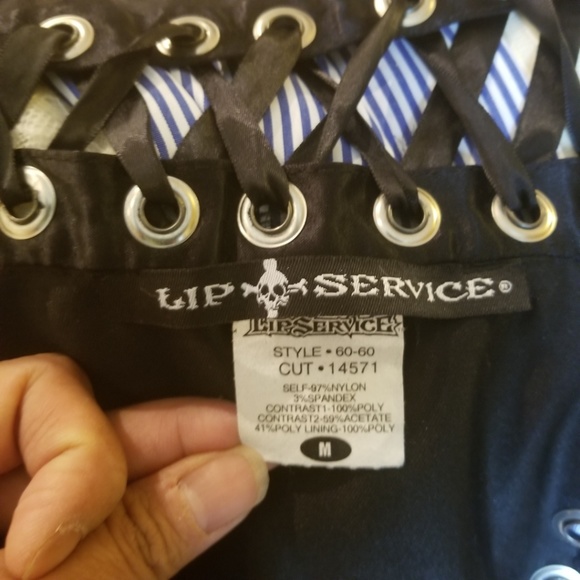 LIP SERVICE®
LIP SERVICE
STYLE • 60-60
CUT • 14571
SELF-97%NYLON
3%SPANDEX
CONTRAST1-100%POLY
CONTRAST2-59%ACETATE
41%POLY LINING-100%POLY
M